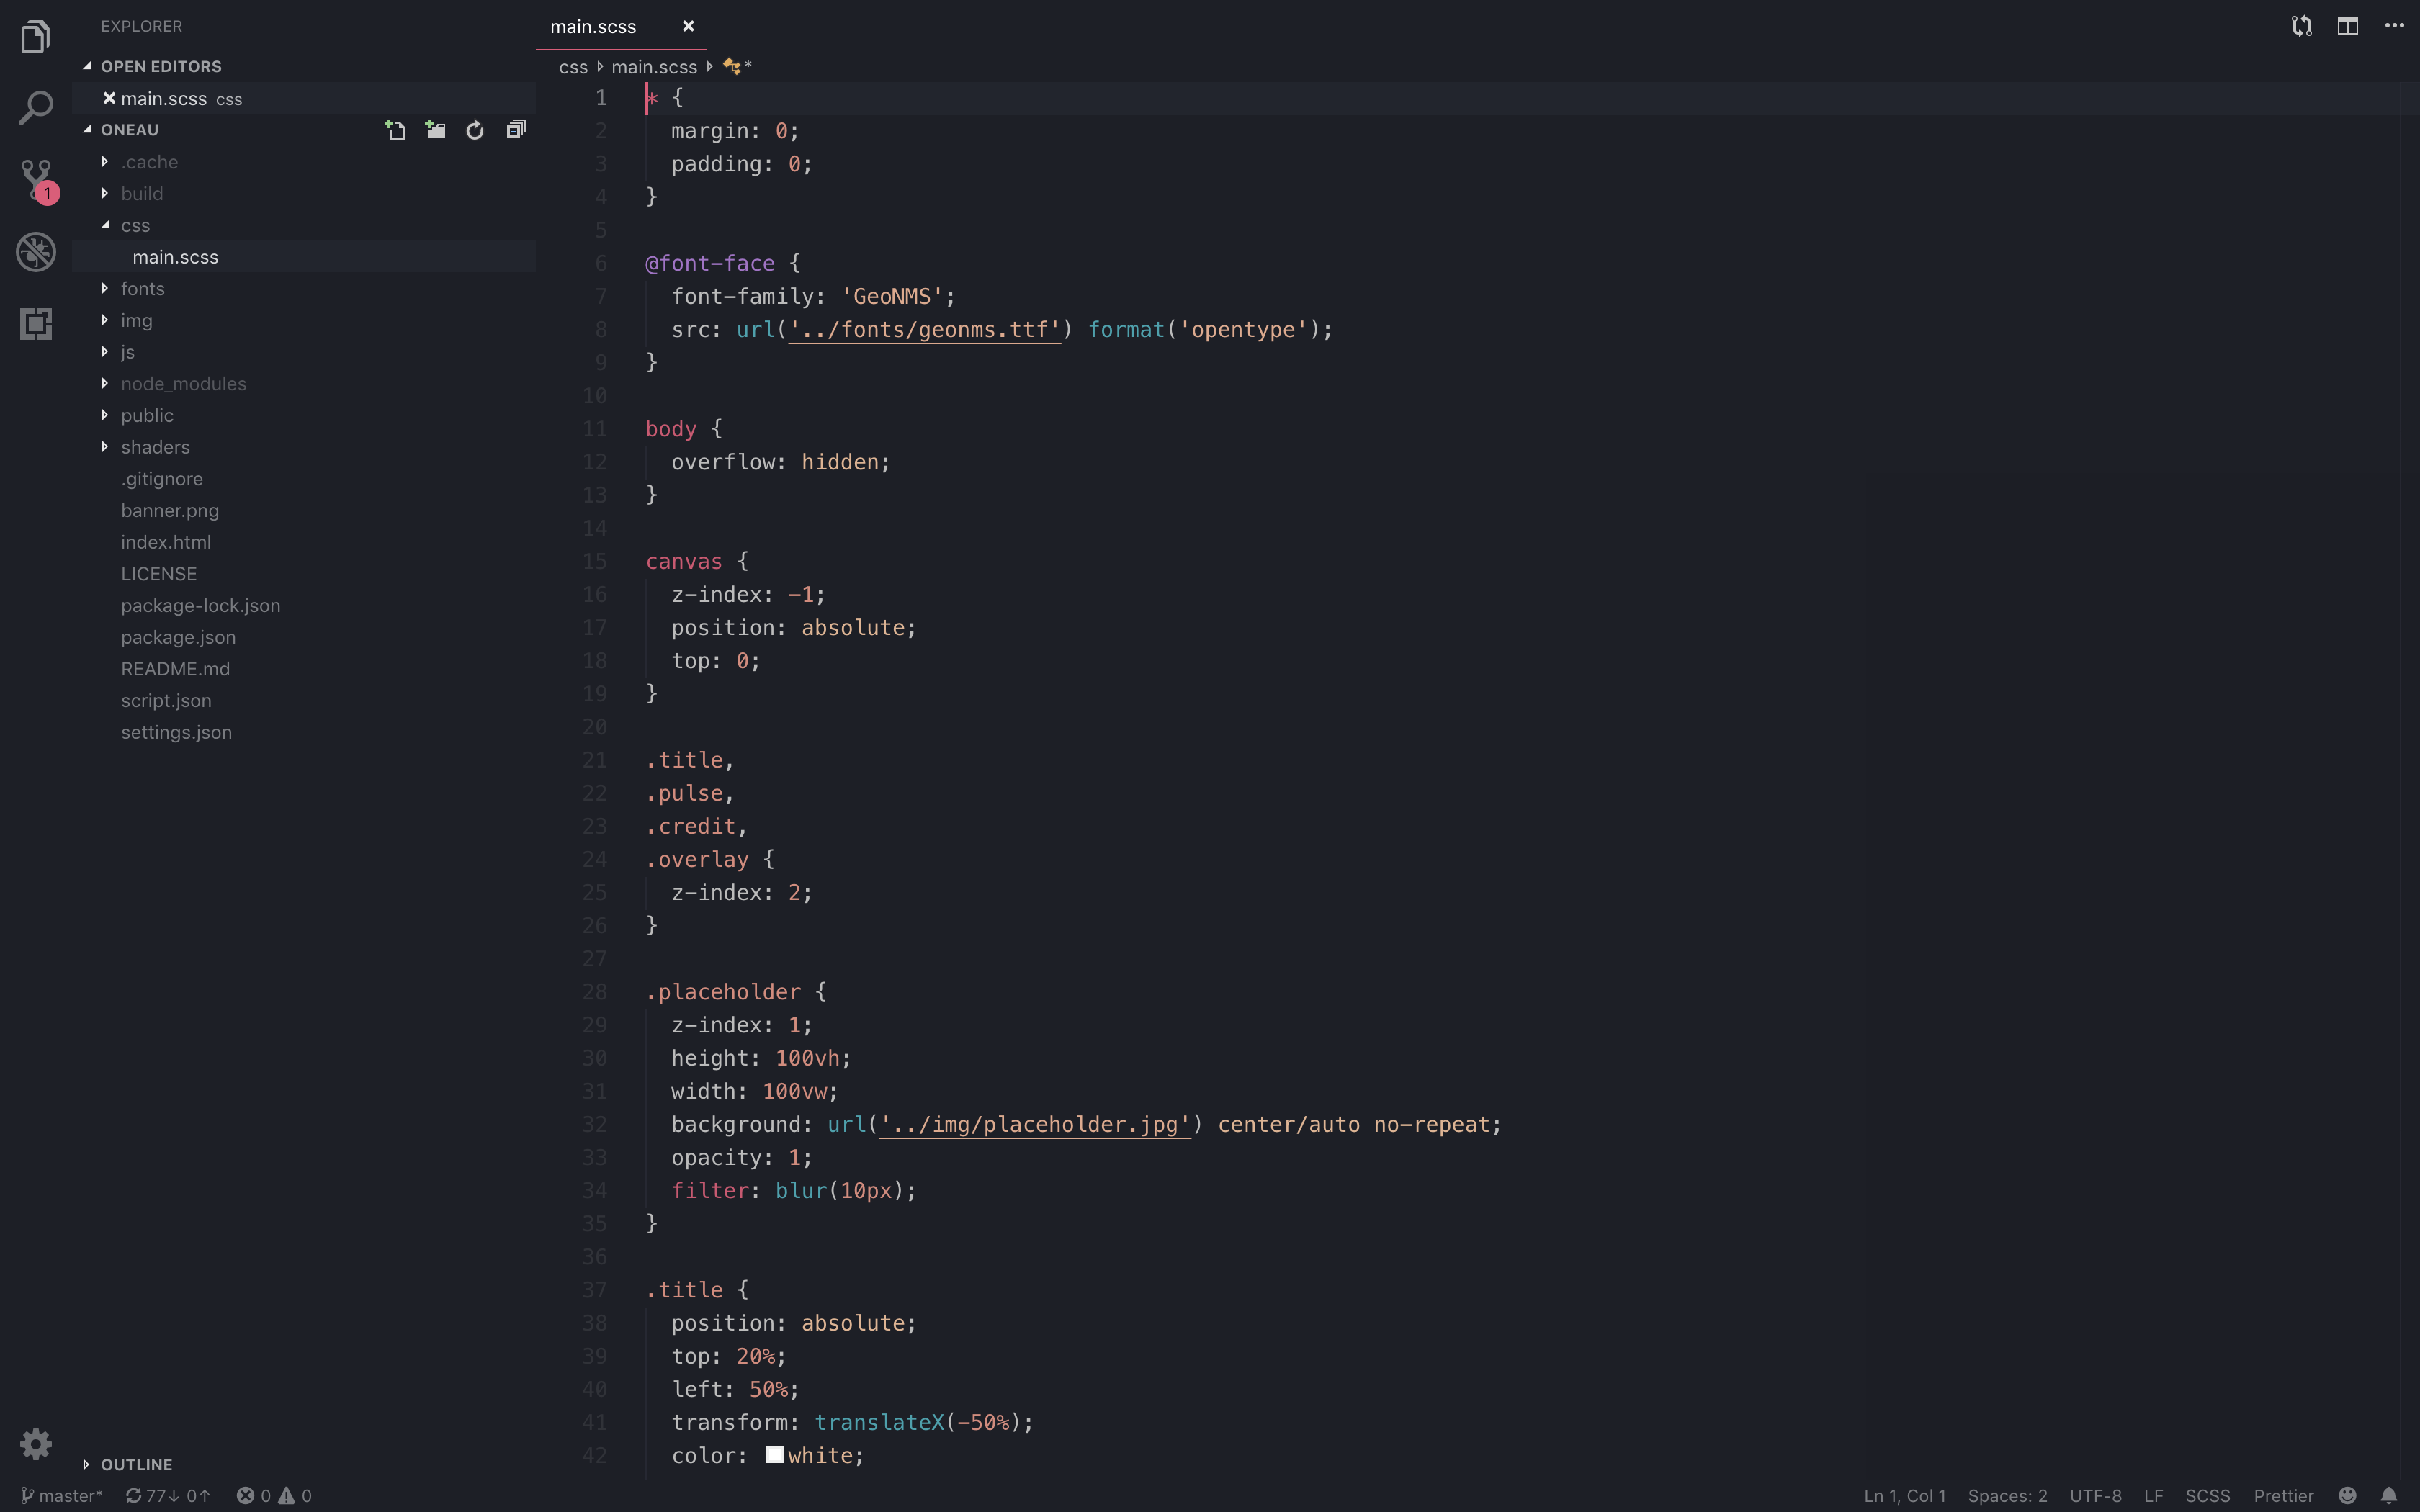 EXPLORER
OPEN EDITORS
main.scss css
ONEAU
.cache
build
css
main.scss
fonts
img
js
node_modules
public
shaders
.gitignore
banner.png
index.html
LICENSE
package-lock.json
package.json
README.md
script.json
settings.json
OUTLINE
1
main.scss
css main.scss *
1 * {
2 margin: 0;
3 padding: 0;
4 }
5
6 @font-face {
7 font-family: 'GeoNMS';
8 src: url('../fonts/geonms.ttf') format('opentype');
9 }
10
11 body {
12 overflow: hidden;
13 }
14
15 canvas {
16 z-index: -1;
17 position: absolute;
18 top: 0;
19 }
20
21 .title,
22 .pulse,
23 .credit,
24 .overlay {
25 z-index: 2;
26 }
27
28 .placeholder {
29 z-index: 1;
30 height: 100vh;
31 width: 100vw;
32 background: url('../img/placeholder.jpg') center/auto no-repeat;
33 opacity: 1;
34 filter: blur(10px);
35 }
36
37 .title {
38 position: absolute;
39 top: 20%;
40 left: 50%;
41 transform: translateX(-50%);
42 color: white;
master* 77↓ 0↑ 0 0 Ln 1, Col 1 Spaces: 2 UTF-8 LF SCSS Prettier